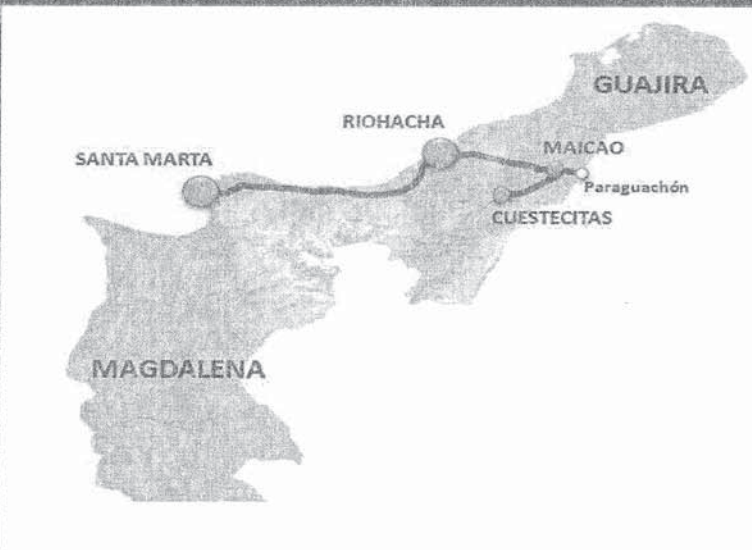 GUAJIRA
RIOHACHA
MAICAO
SANTA MARTA
Paraguachón
CUESTECITAS
MAGDALENA